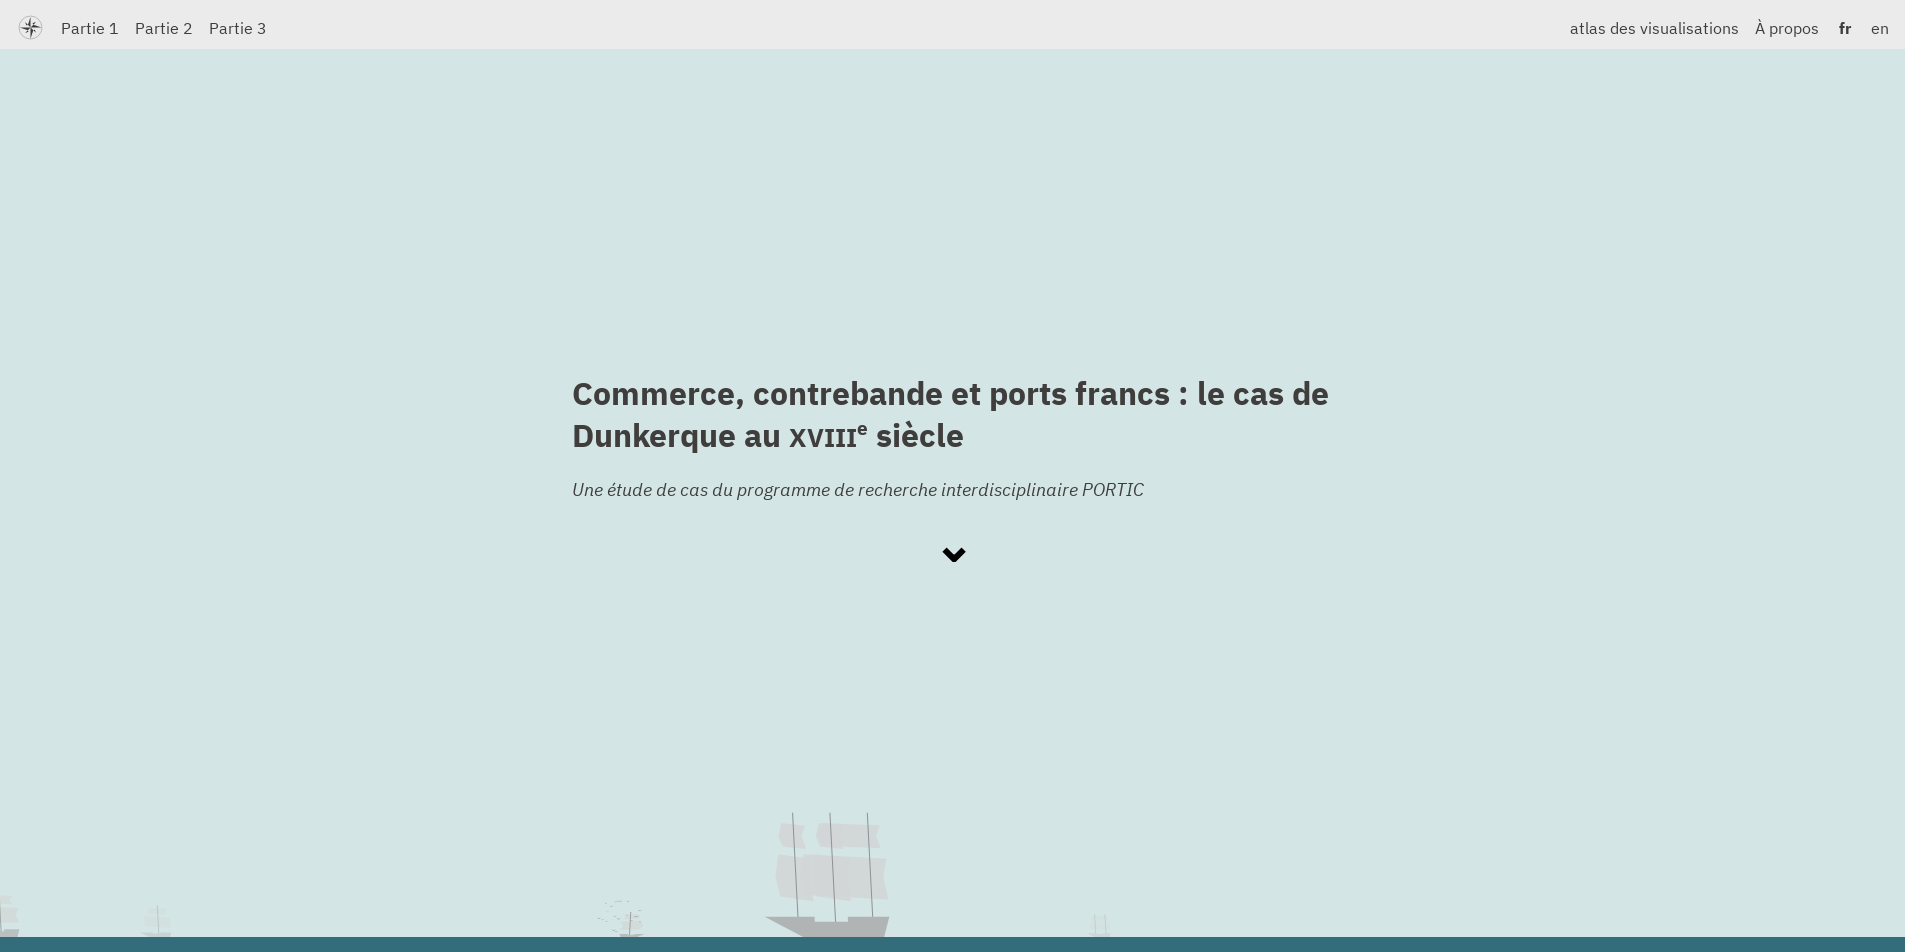 Partie 1 Partie 2 Partie 3 atlas des visualisations À propos fr en
Commerce, contrebande et ports francs : le cas de
Dunkerque au XVIIIe siècle
Une étude de cas du programme de recherche interdisciplinaire PORTIC